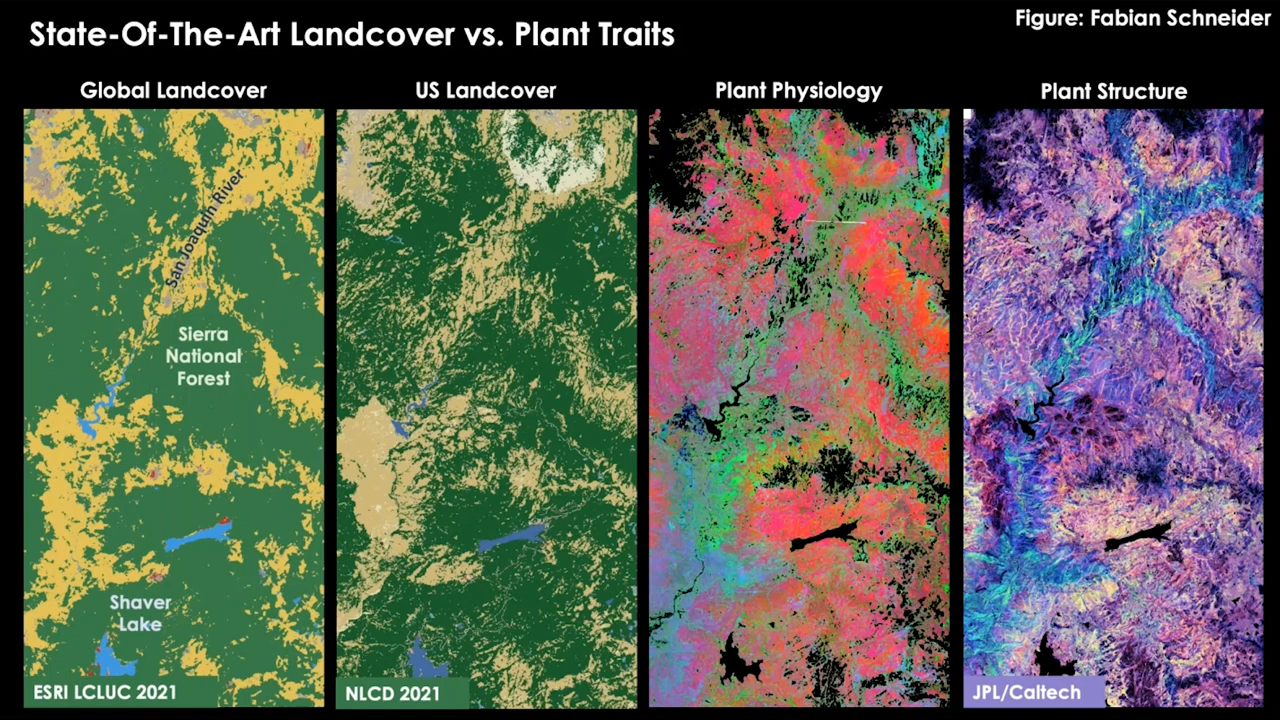 State-Of-The-Art Landcover vs. Plant Traits
Figure: Fabian Schneider
Global Landcover
US Landcover
Plant Physiology
Plant Structure
San Joaquin River
Sierra
National
Forest
Shaver
Lake
ESRI LCLUC 2021
NLCD 2021
JPL/Caltech